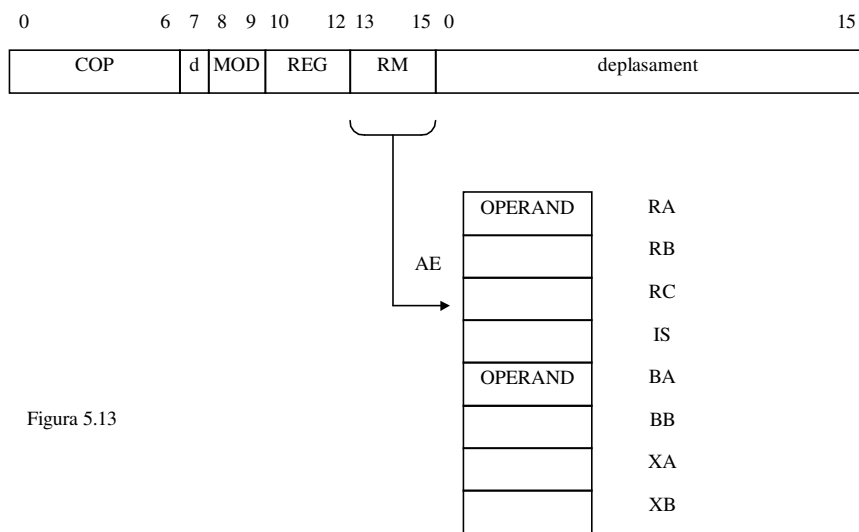 0 6 7 8 9 10 12 13 15 0 15
COP d MOD REG RM deplasament
OPERAND RA
RB
AE
RC
IS
OPERAND BA
Figura 5.13 BB
XA
XB